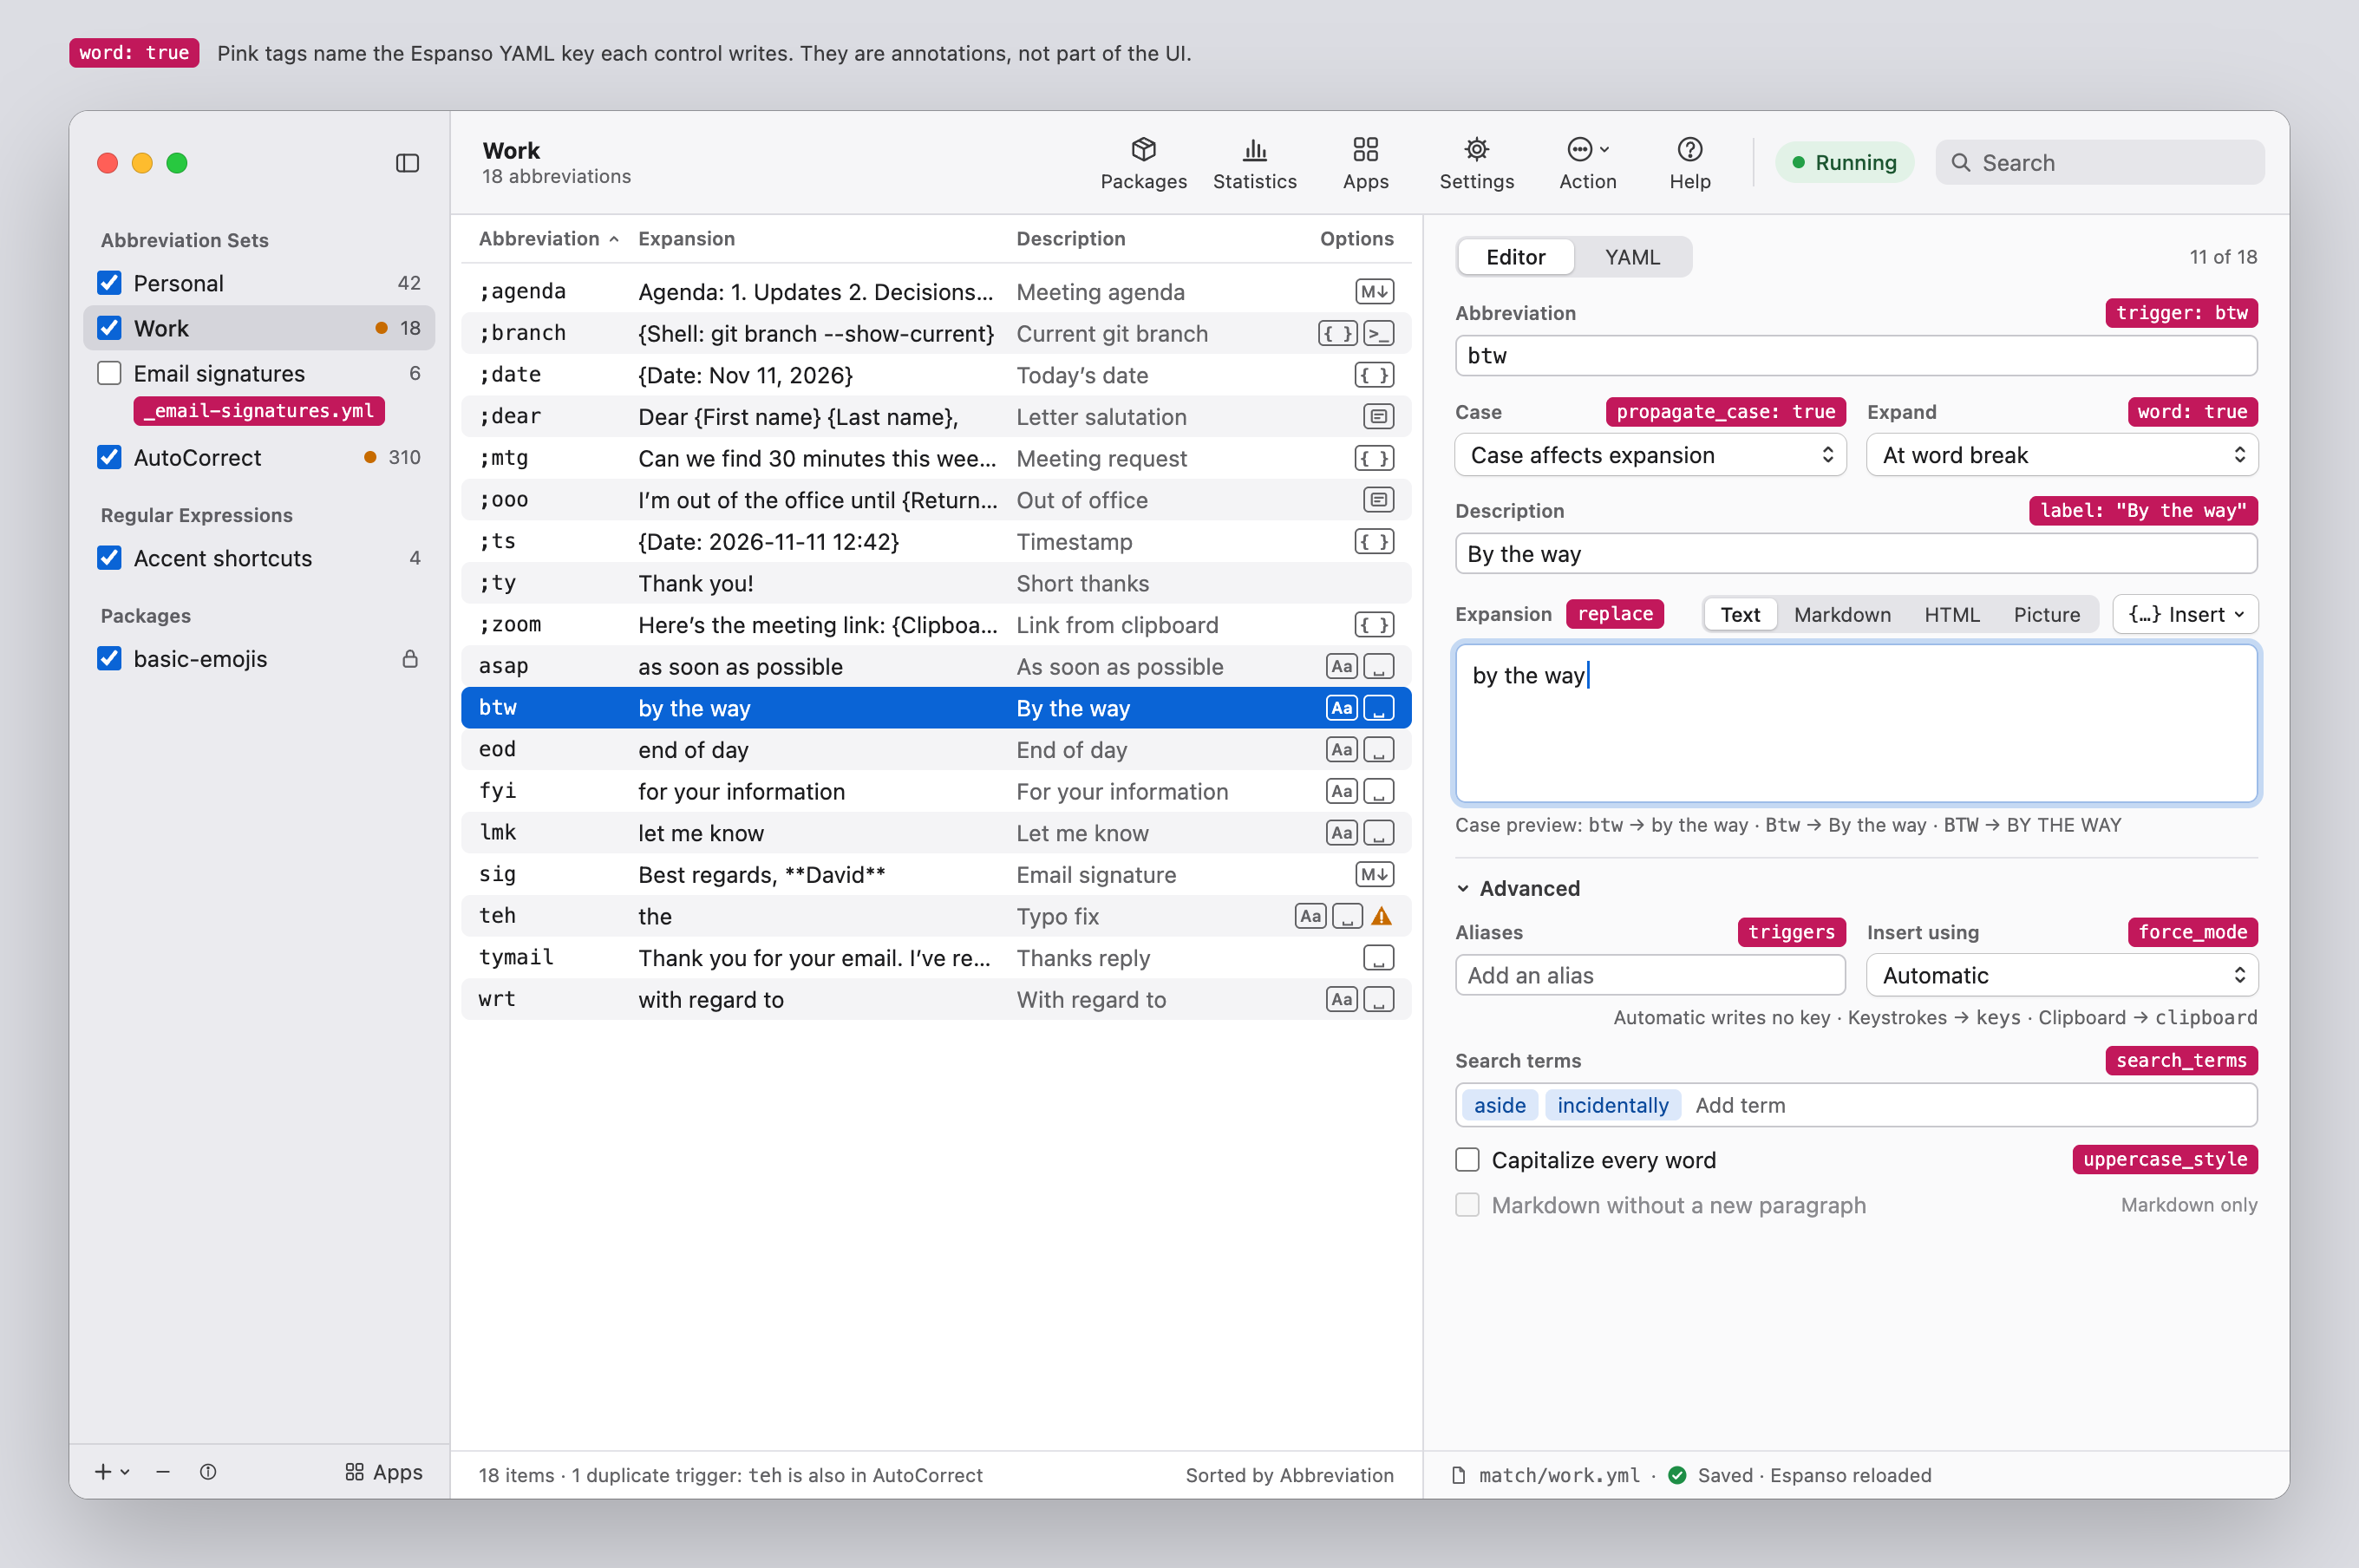 word: true Pink tags name the Espanso YAML key each control writes. They are annotations, not part of the UI.
Work
18 abbreviations
Packages Statistics Apps Settings Action Help
Running
Search
Abbreviation Sets
Personal 42
Work 18
Email signatures 6
_email-signatures.yml
AutoCorrect 310
Regular Expressions
Accent shortcuts 4
Packages
basic-emojis
Apps
Abbreviation Expansion Description Options
;agenda Agenda: 1. Updates 2. Decisions... Meeting agenda M↓
;branch {Shell: git branch --show-current} Current git branch { } >_
;date {Date: Nov 11, 2026} Today’s date { }
;dear Dear {First name} {Last name}, Letter salutation
;mtg Can we find 30 minutes this wee... Meeting request { }
;ooo I’m out of the office until {Return... Out of office
;ts {Date: 2026-11-11 12:42} Timestamp { }
;ty Thank you! Short thanks
;zoom Here’s the meeting link: {Clipboa... Link from clipboard { }
asap as soon as possible As soon as possible Aa
btw by the way By the way Aa
eod end of day End of day Aa
fyi for your information For your information Aa
lmk let me know Let me know Aa
sig Best regards, **David** Email signature M↓
teh the Typo fix Aa
tymail Thank you for your email. I’ve re... Thanks reply
wrt with regard to With regard to Aa
18 items · 1 duplicate trigger: teh is also in AutoCorrect Sorted by Abbreviation
Editor YAML 11 of 18
Abbreviation trigger: btw
btw
Case propagate_case: true Expand word: true
Case affects expansion At word break
Description label: "By the way"
By the way
Expansion replace Text Markdown HTML Picture {…} Insert
by the way
Case preview: btw → by the way · Btw → By the way · BTW → BY THE WAY
Advanced
Aliases triggers Insert using force_mode
Add an alias Automatic
Automatic writes no key · Keystrokes → keys · Clipboard → clipboard
Search terms search_terms
aside incidentally Add term
Capitalize every word uppercase_style
Markdown without a new paragraph Markdown only
match/work.yml · Saved · Espanso reloaded